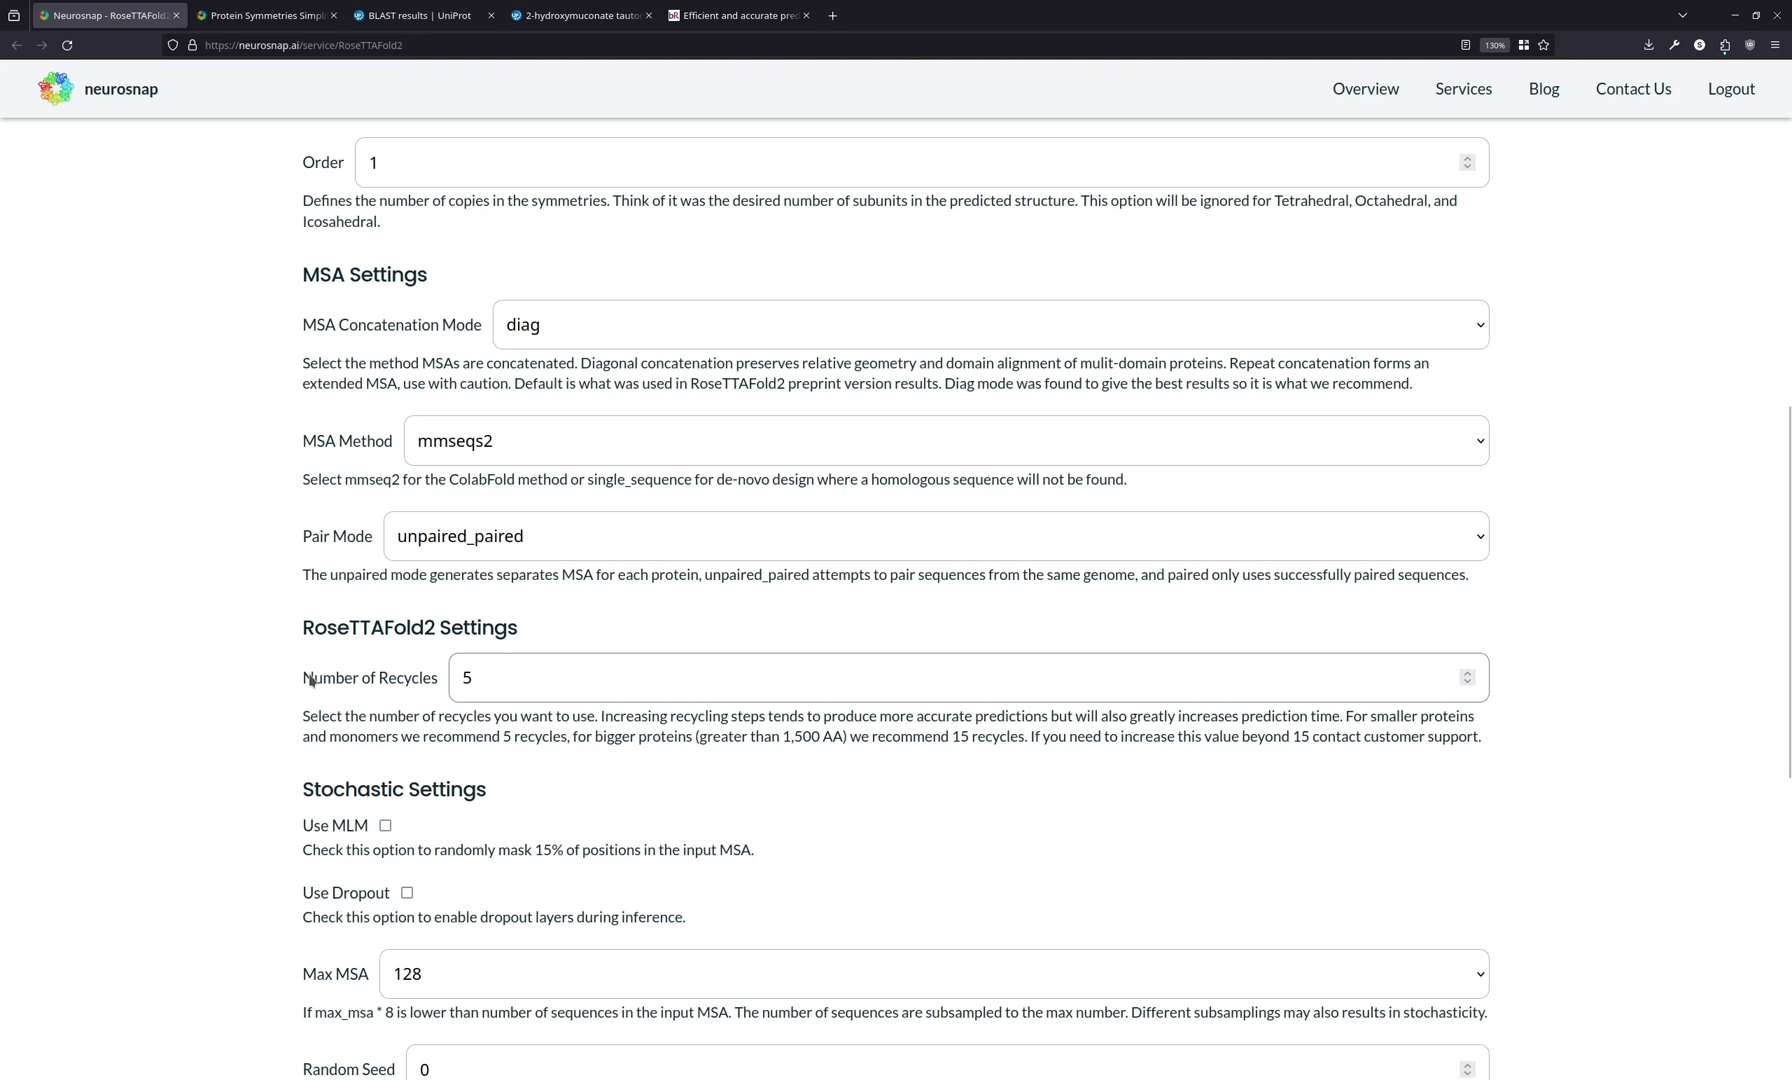 Neurosnap - RoseTTAFold2
Protein Symmetries Simpli
BLAST results | UniProt
2-hydroxymuconate tauto
bR Efficient and accurate pre
https://neurosnap.ai/service/RoseTTAFold2
130%
neurosnap
Overview
Services
Blog
Contact Us
Logout
Order
1
Defines the number of copies in the symmetries. Think of it was the desired number of subunits in the predicted structure. This option will be ignored for Tetrahedral, Octahedral, and
Icosahedral.
MSA Settings
MSA Concatenation Mode
diag
Select the method MSAs are concatenated. Diagonal concatenation preserves relative geometry and domain alignment of mulit-domain proteins. Repeat concatenation forms an
extended MSA, use with caution. Default is what was used in RoseTTAFold2 preprint version results. Diag mode was found to give the best results so it is what we recommend.
MSA Method
mmseqs2
Select mmseq2 for the ColabFold method or single_sequence for de-novo design where a homologous sequence will not be found.
Pair Mode
unpaired_paired
The unpaired mode generates separates MSA for each protein, unpaired_paired attempts to pair sequences from the same genome, and paired only uses successfully paired sequences.
RoseTTAFold2 Settings
Number of Recycles
5
Select the number of recycles you want to use. Increasing recycling steps tends to produce more accurate predictions but will also greatly increases prediction time. For smaller proteins
and monomers we recommend 5 recycles, for bigger proteins (greater than 1,500 AA) we recommend 15 recycles. If you need to increase this value beyond 15 contact customer support.
Stochastic Settings
Use MLM
Check this option to randomly mask 15% of positions in the input MSA.
Use Dropout
Check this option to enable dropout layers during inference.
Max MSA
128
If max_msa * 8 is lower than number of sequences in the input MSA. The number of sequences are subsampled to the max number. Different subsamplings may also results in stochasticity.
Random Seed
0